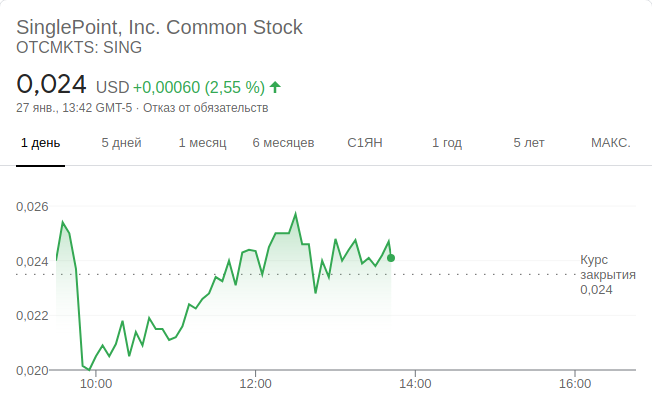 SinglePoint, Inc. Common Stock
OTCMKTS: SING
0,024 USD +0,00060 (2,55 %)
27 янв., 13:42 GMT-5 · Отказ от обязательств
1 день 5 дней 1 месяц 6 месяцев С1ЯН 1 год 5 лет МАКС.
0,026
0,024
0,022
0,020
Курс
закрытия
0,024
10:00 12:00 14:00 16:00